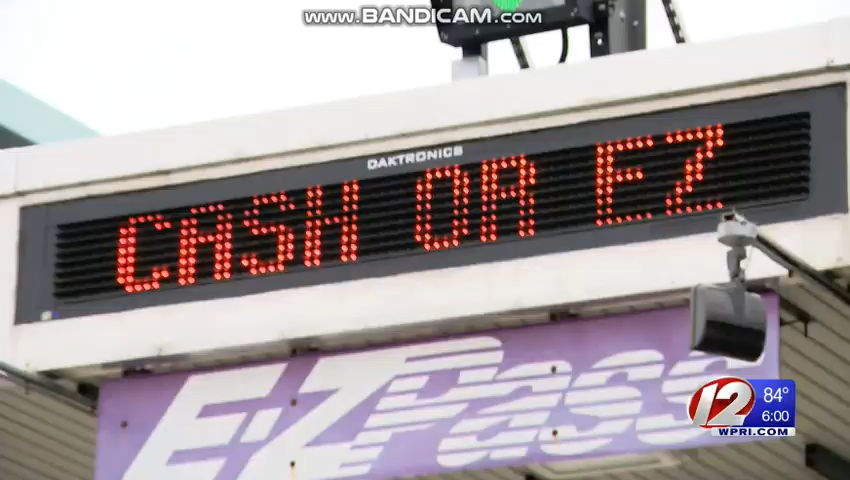 www.BANDICAM.com
DAKTRONICS
CASH OR EZ
E-ZPass
12 84°
6:00
WPRI.COM